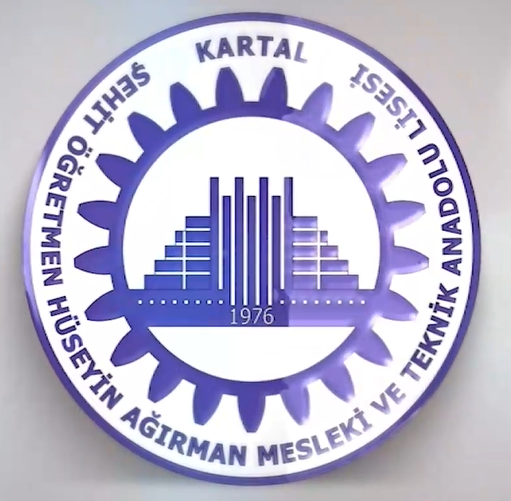 KARTAL
ŞEHİT ÖĞRETMEN HÜSEYİN AĞIRMAN MESLEKİ VE TEKNİK ANADOLU LİSESİ
1976